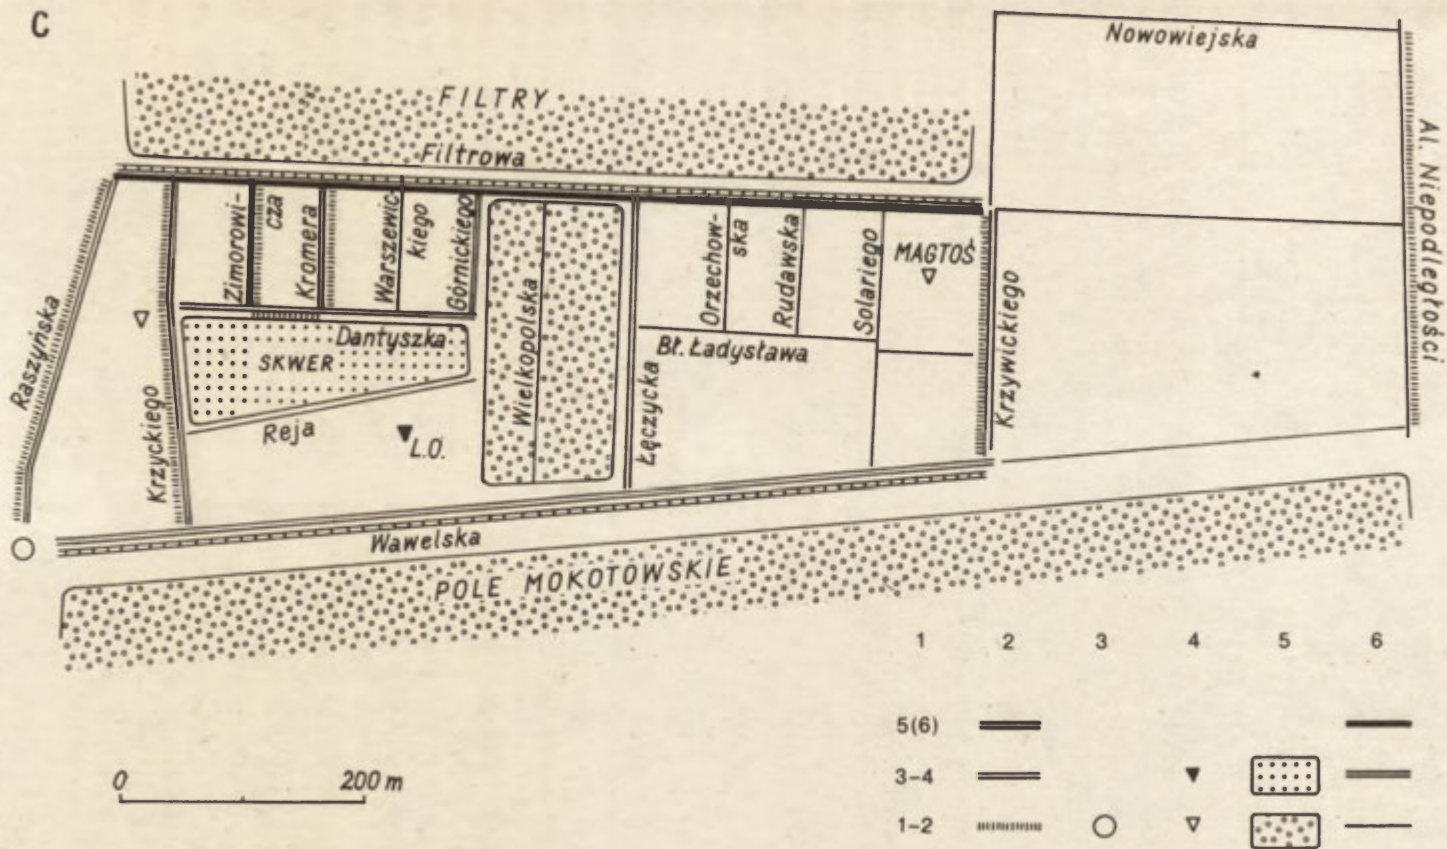 C
Nowowiejska
FILTRY
Filtrowa
Al. Niepodległości
Raszyńska
Krzyckiego
Zimorowi-
cza
Kromera
Warszewic-
kiego
Górnickiego
Dantyszka
SKWER
Reja
L.O.
Wielkopolska
Łęczycka
Orzechow-
ska
Rudawska
Solariego
MAGTOŚ
Bł. Ładysława
Krzywickiego
Wawelska
POLE MOKOTOWSKIE
1 2 3 4 5 6
5(6)
3-4
1-2
0 200 m